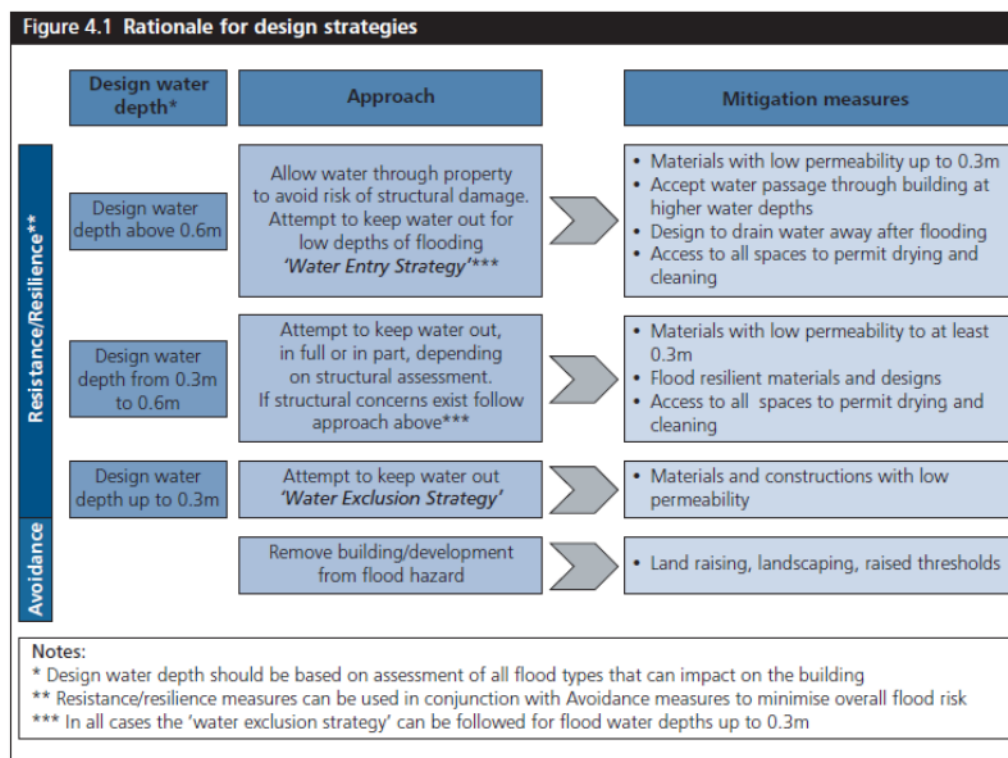 Figure 4.1 Rationale for design strategies
Design water
depth*
Approach
Mitigation measures
Resistance/Resilience**
Design water
depth above 0.6m
Allow water through property
to avoid risk of structural damage.
Attempt to keep water out for
low depths of flooding
'Water Entry Strategy'***
• Materials with low permeability up to 0.3m
• Accept water passage through building at
higher water depths
• Design to drain water away after flooding
• Access to all spaces to permit drying and
cleaning
Design water
depth from 0.3m
to 0.6m
Attempt to keep water out,
in full or in part, depending
on structural assessment.
If structural concerns exist follow
approach above***
• Materials with low permeability to at least
0.3m
• Flood resilient materials and designs
• Access to all spaces to permit drying and
cleaning
Design water
depth up to 0.3m
Attempt to keep water out
'Water Exclusion Strategy'
• Materials and constructions with low
permeability
Avoidance
Remove building/development
from flood hazard
• Land raising, landscaping, raised thresholds
Notes:
* Design water depth should be based on assessment of all flood types that can impact on the building
** Resistance/resilience measures can be used in conjunction with Avoidance measures to minimise overall flood risk
*** In all cases the 'water exclusion strategy' can be followed for flood water depths up to 0.3m